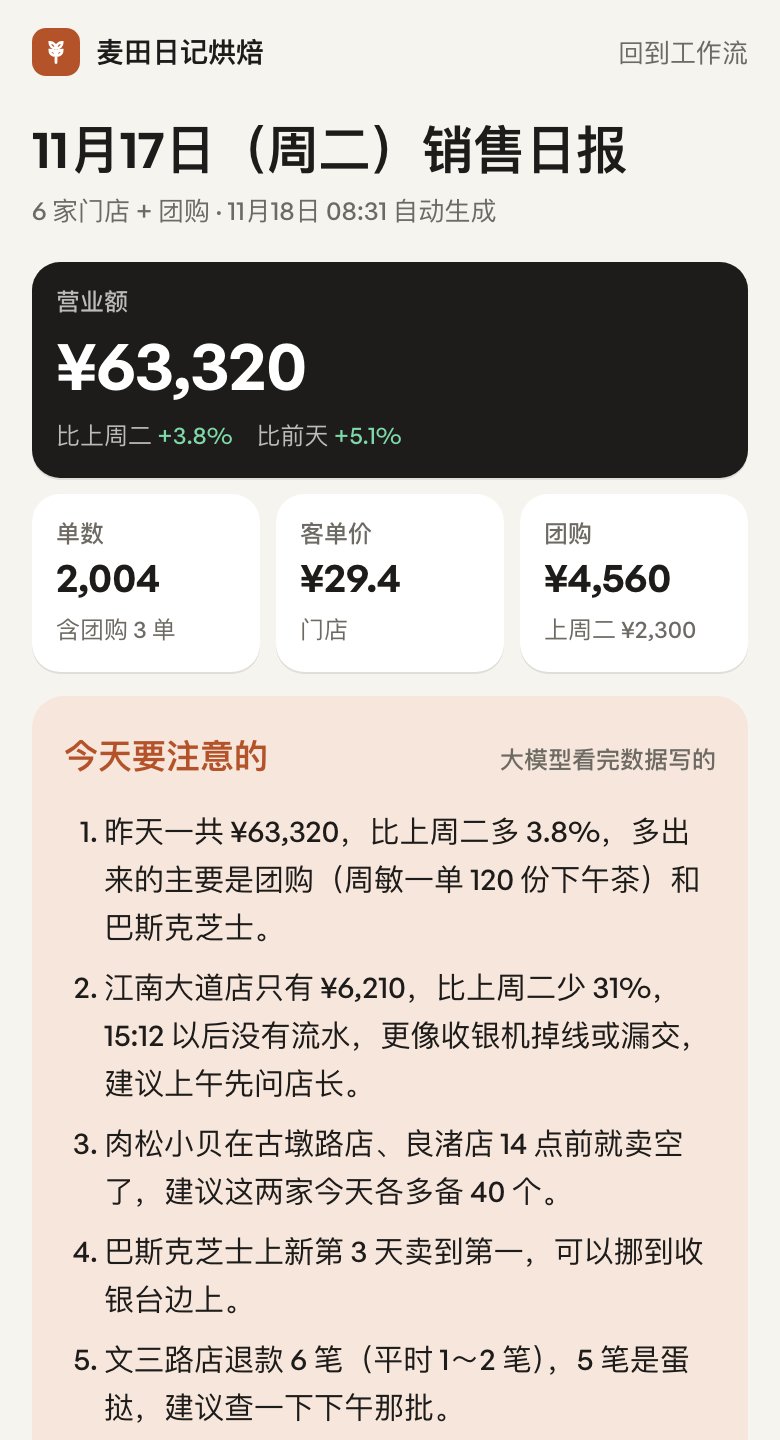 麦田日记烘焙
回到工作流
11月17日（周二）销售日报
6 家门店 + 团购 · 11月18日 08:31 自动生成
营业额
¥63,320
比上周二 +3.8% 比前天 +5.1%
单数
2,004
含团购 3 单
客单价
¥29.4
门店
团购
¥4,560
上周二 ¥2,300
今天要注意的
大模型看完数据写的
1. 昨天一共 ¥63,320，比上周二多 3.8%，多出
来的主要是团购（周敏一单 120 份下午茶）和
巴斯克芝士。
2. 江南大道店只有 ¥6,210，比上周二少 31%，
15:12 以后没有流水，更像收银机掉线或漏交，
建议上午先问店长。
3. 肉松小贝在古墩路店、良渚店 14 点前就卖空
了，建议这两家今天各多备 40 个。
4. 巴斯克芝士上新第 3 天卖到第一，可以挪到收
银台边上。
5. 文三路店退款 6 笔（平时 1～2 笔），5 笔是蛋
挞，建议查一下下午那批。